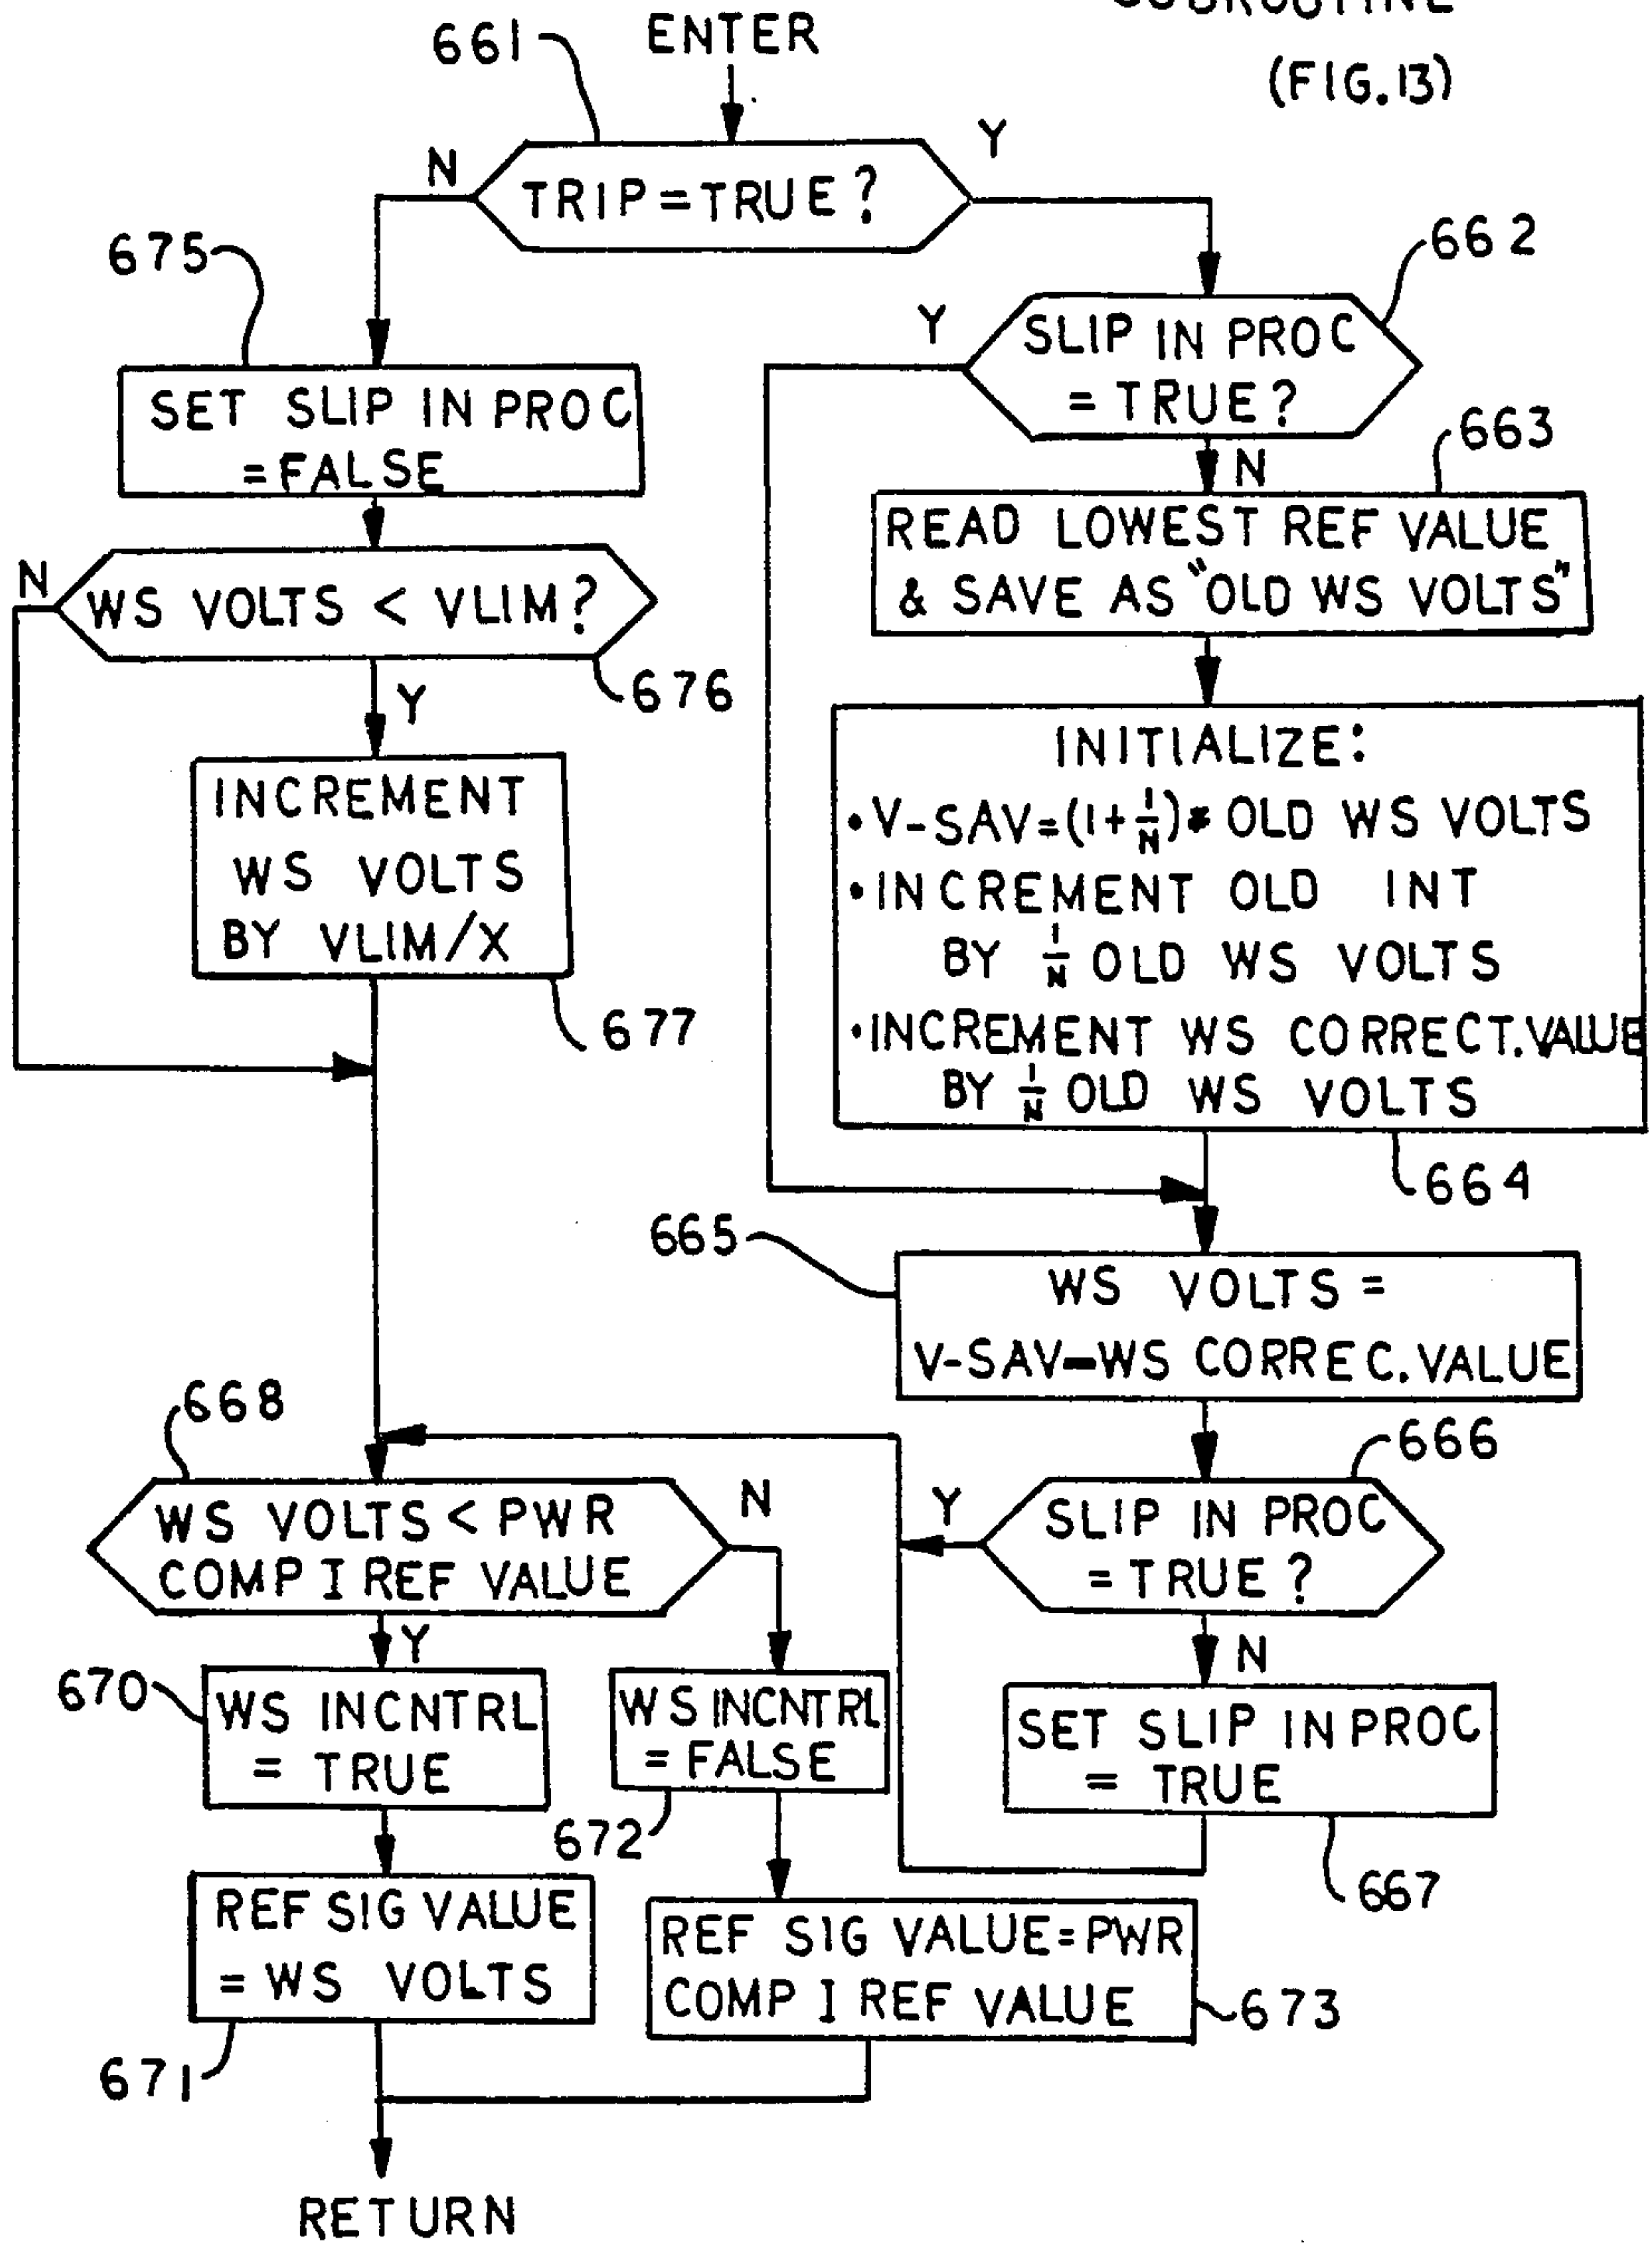 SUBROUTINE
(FIG.13)
661
ENTER
TRIP=TRUE?
N
Y
675
662
SET SLIP IN PROC
=FALSE
Y
SLIP IN PROC
= TRUE?
N
663
READ LOWEST REF VALUE
& SAVE AS "OLD WS VOLTS"
N
WS VOLTS < VLIM?
676
Y
INCREMENT
WS VOLTS
BY VLIM/X
677
INITIALIZE:
•V-SAV=(1+1/N)* OLD WS VOLTS
•INCREMENT OLD INT
BY 1/N OLD WS VOLTS
•INCREMENT WS CORRECT.VALUE
BY 1/N OLD WS VOLTS
664
665
WS VOLTS =
V-SAV-WS CORREC.VALUE
668
666
WS VOLTS < PWR
COMP I REF VALUE
N
Y
SLIP IN PROC
= TRUE ?
Y
N
670
WS INCNTRL
= TRUE
WS INCNTRL
= FALSE
672
SET SLIP IN PROC
= TRUE
667
REF SIG VALUE
= WS VOLTS
671
REF SIG VALUE=PWR
COMP I REF VALUE
673
RETURN